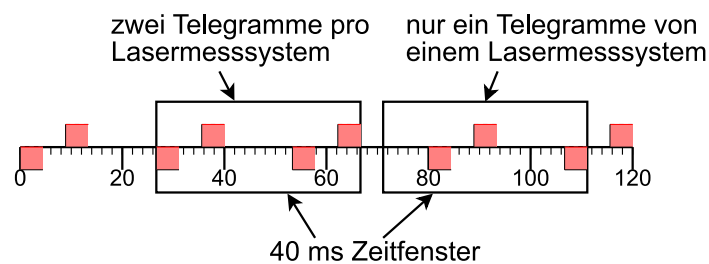 zwei Telegramme pro
Lasermesssystem
nur ein Telegramme von
einem Lasermesssystem
0 20 40 60 80 100 120
40 ms Zeitfenster